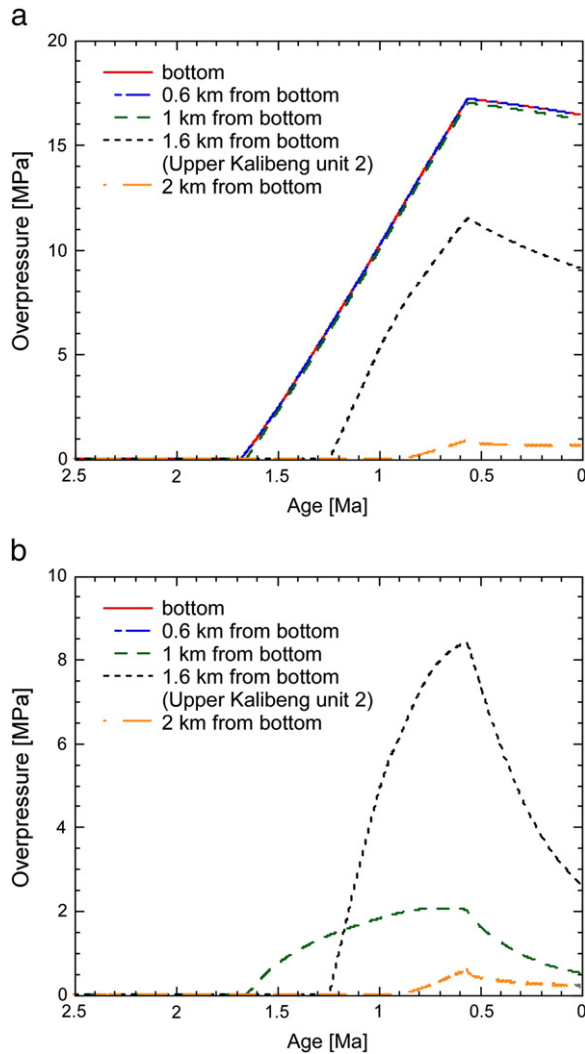 a
20
15
10
5
0
Overpressure [MPa]
bottom
0.6 km from bottom
1 km from bottom
1.6 km from bottom
(Upper Kalibeng unit 2)
2 km from bottom
2.5 2 1.5 1 0.5 0
Age [Ma]
b
10
8
6
4
2
0
Overpressure [MPa]
bottom
0.6 km from bottom
1 km from bottom
1.6 km from bottom
(Upper Kalibeng unit 2)
2 km from bottom
2.5 2 1.5 1 0.5 0
Age [Ma]